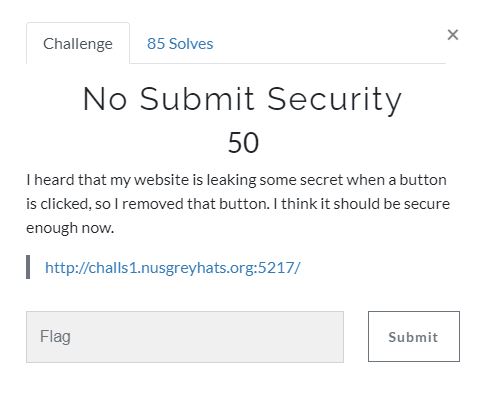 Challenge
85 Solves
×
No Submit Security
50
I heard that my website is leaking some secret when a button
is clicked, so I removed that button. I think it should be secure
enough now.
http://challs1.nusgreyhats.org:5217/
Flag
Submit